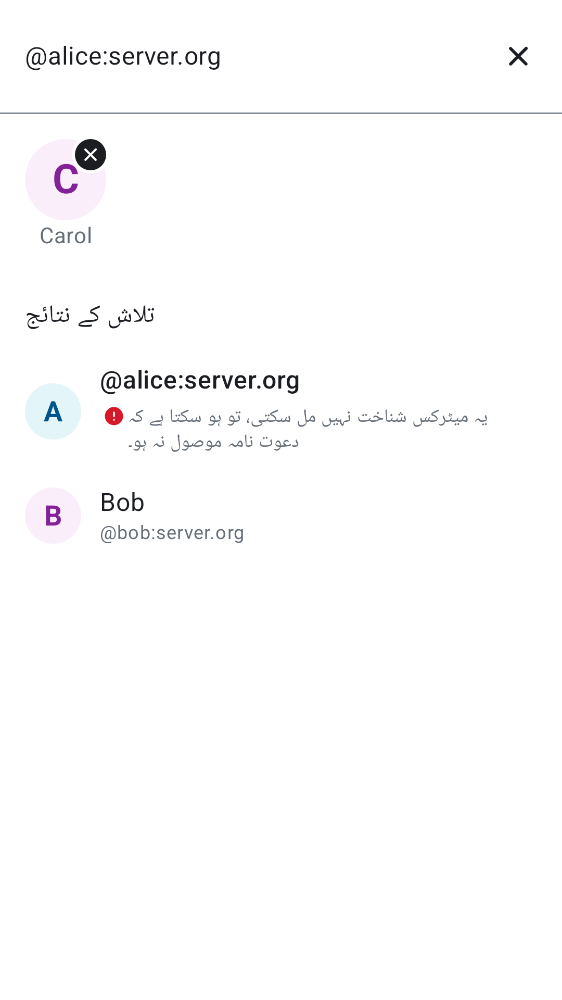 @alice:server.org
C
Carol
تلاش کے نتائج
A
@alice:server.org
یہ میٹرکس شناخت نہیں مل سکتی، تو ہو سکتا ہے کہ
دعوت نامہ موصول نہ ہو۔
B
Bob
@bob:server.org